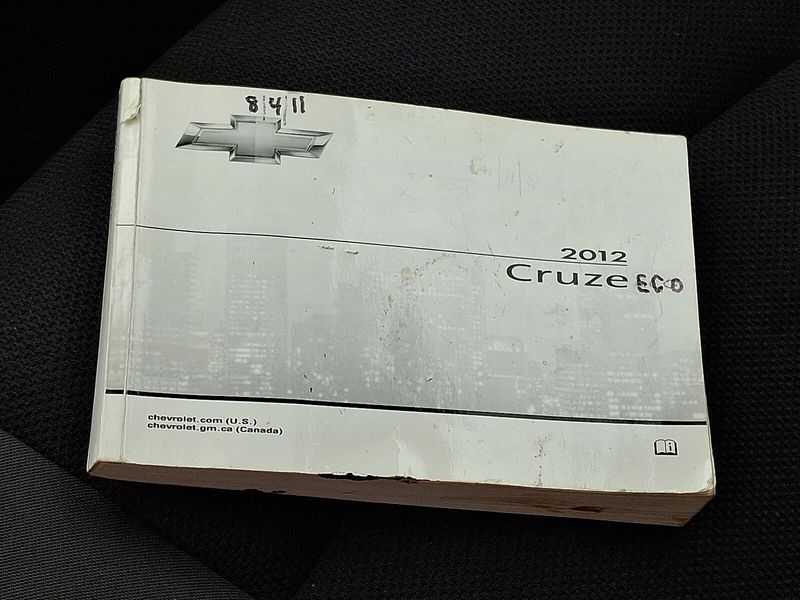 8/4/11
2012
Cruze ECO
chevrolet.com (U.S.)
chevrolet.gm.ca (Canada)